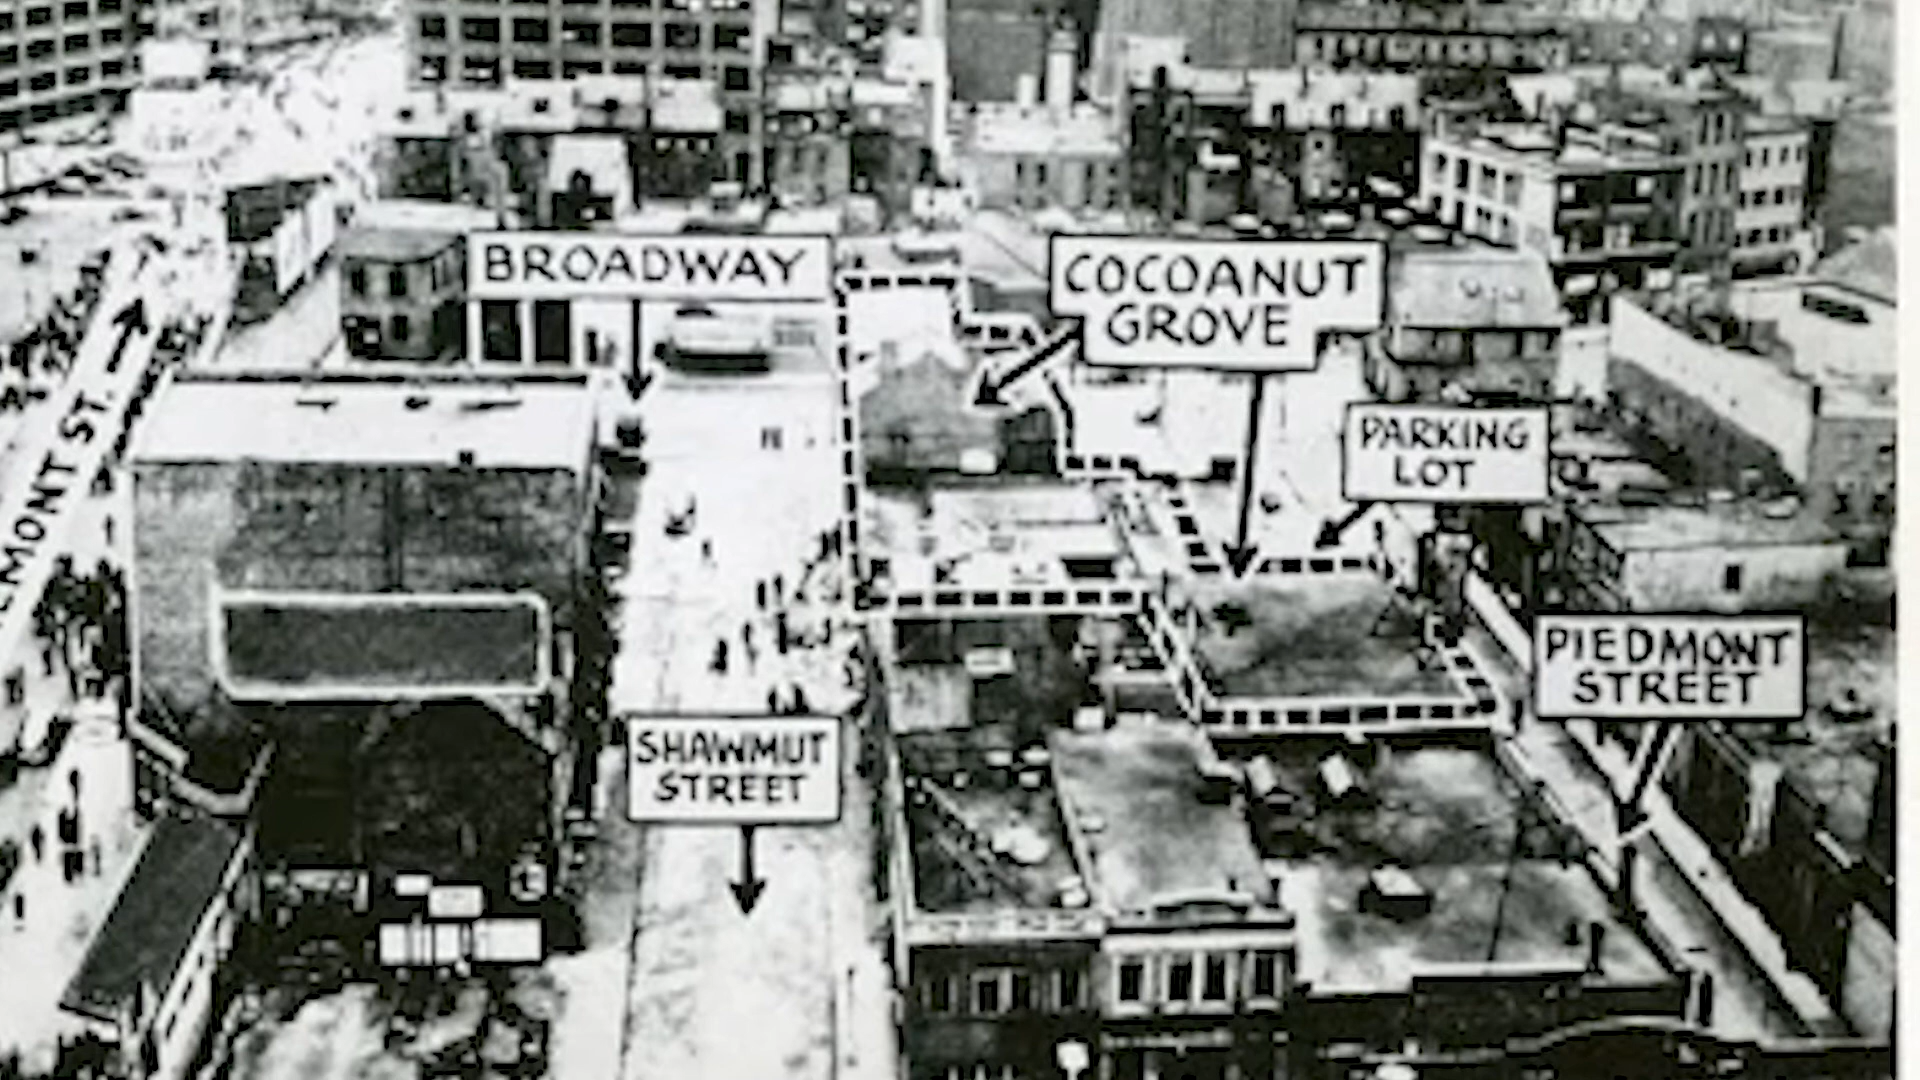 BROADWAY
COCOANUT
GROVE
PARKING
LOT
EMONT ST.
PIEDMONT
STREET
SHAWMUT
STREET